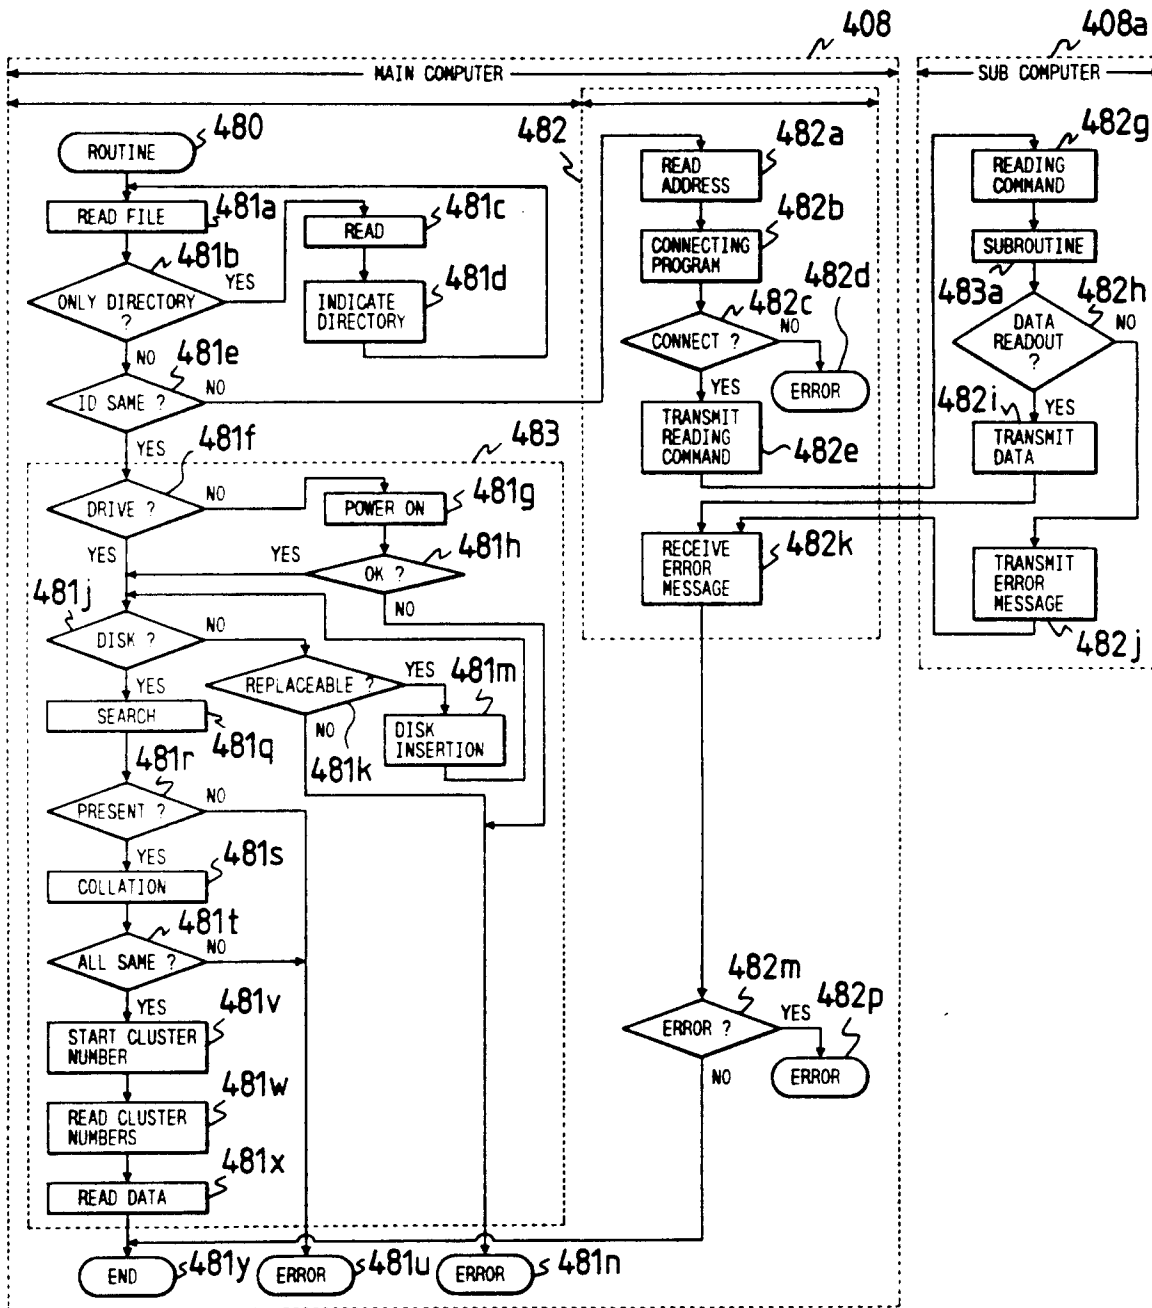 408
408a
MAIN COMPUTER
SUB COMPUTER
480
ROUTINE
READ FILE
481a
481b
ONLY DIRECTORY
?
YES
NO
READ
481c
INDICATE
DIRECTORY
481d
481e
ID SAME ?
NO
YES
481f
483
DRIVE ?
NO
YES
POWER ON
481g
481h
OK ?
YES
NO
481j
DISK ?
NO
YES
REPLACEABLE ?
YES
NO
481k
481m
DISK
INSERTION
SEARCH
481q
481r
PRESENT ?
NO
YES
COLLATION
481s
481t
ALL SAME ?
NO
YES
START CLUSTER
NUMBER
481v
READ CLUSTER
NUMBERS
481w
READ DATA
481x
END
481y
ERROR
481u
ERROR
481n
482
READ
ADDRESS
482a
CONNECTING
PROGRAM
482b
482c
CONNECT ?
NO
YES
482d
ERROR
TRANSMIT
READING
COMMAND
482e
RECEIVE
ERROR
MESSAGE
482k
482m
ERROR ?
YES
NO
482p
ERROR
482g
READING
COMMAND
SUBROUTINE
483a
482h
DATA
READOUT
?
NO
YES
482i
TRANSMIT
DATA
TRANSMIT
ERROR
MESSAGE
482j